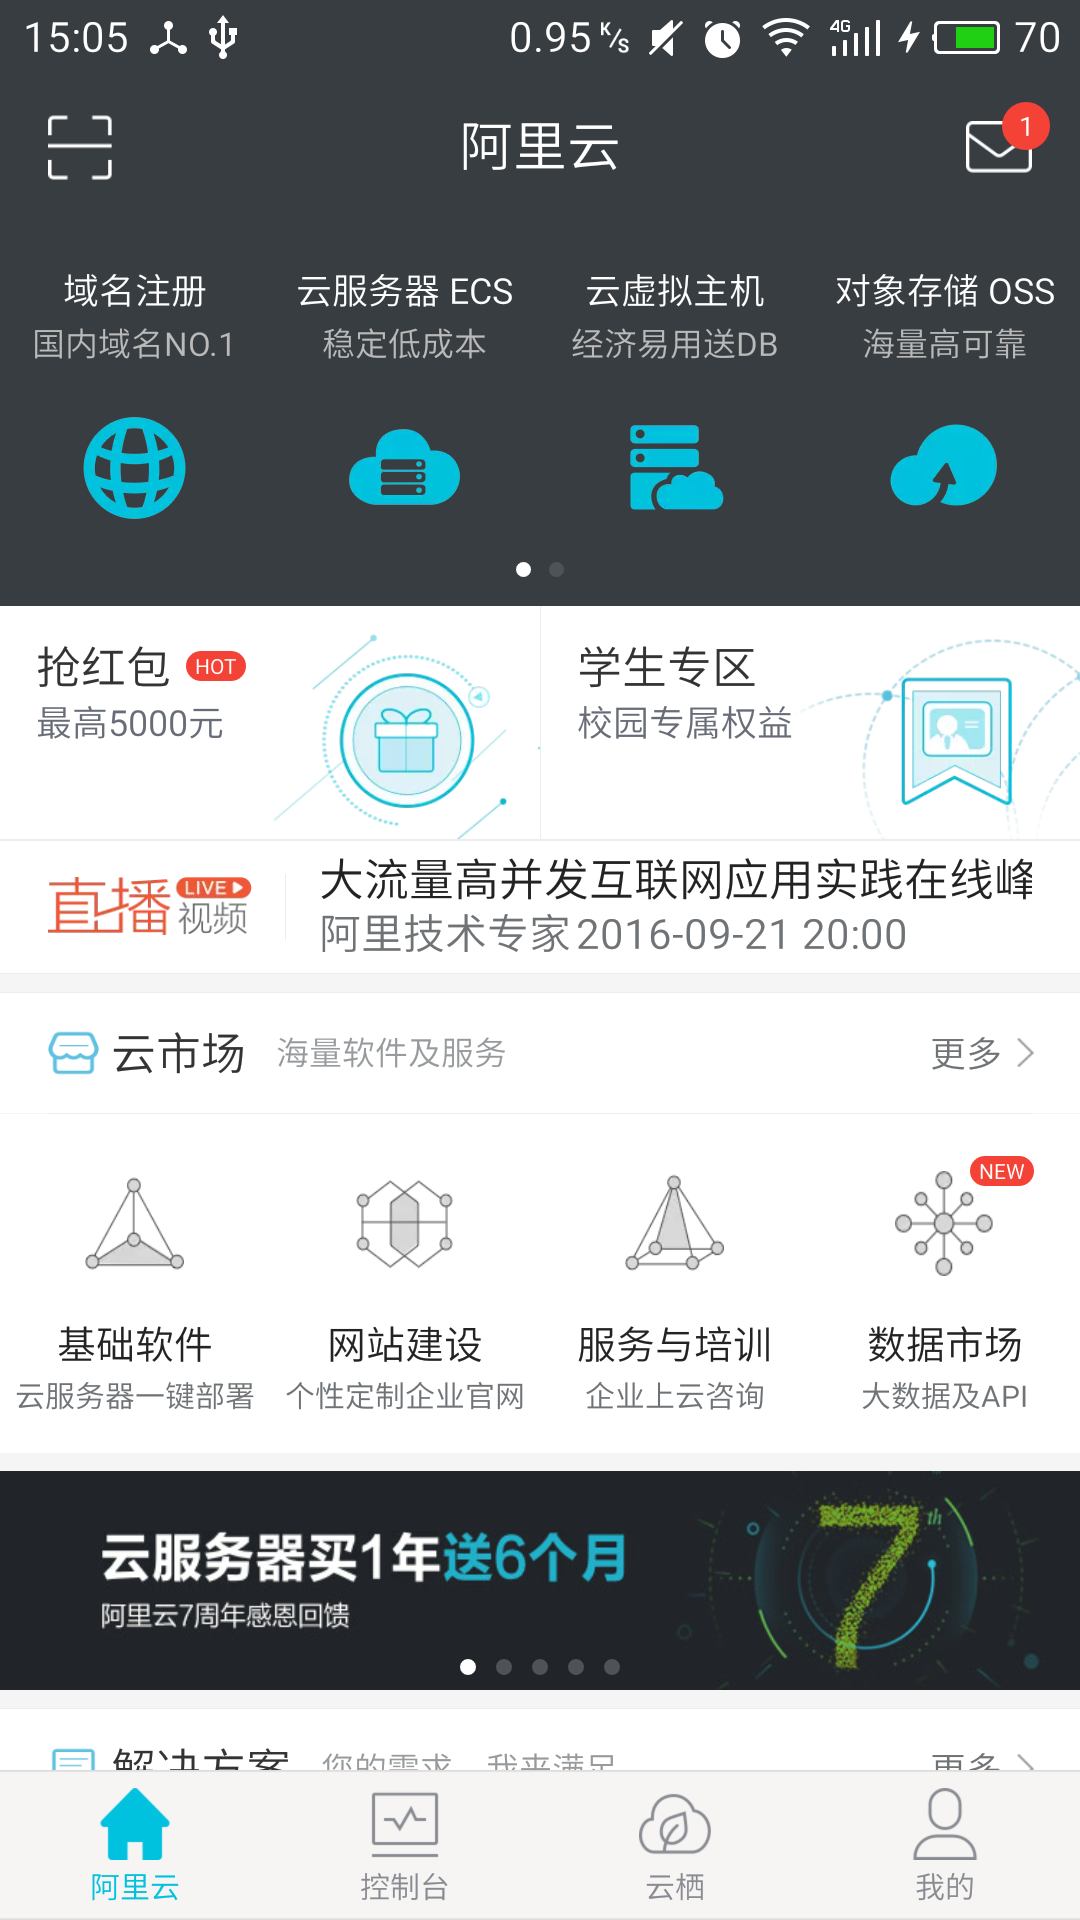 15:05
0.95 K/s 4G 70
阿里云
1
域名注册 云服务器 ECS 云虚拟主机 对象存储 OSS
国内域名NO.1 稳定低成本 经济易用送DB 海量高可靠
抢红包 HOT 学生专区
最高5000元 校园专属权益
直播 LIVE 视频
大流量高并发互联网应用实践在线峰
阿里技术专家 2016-09-21 20:00
云市场 海量软件及服务 更多
NEW
基础软件 网站建设 服务与培训 数据市场
云服务器一键部署 个性定制企业官网 企业上云咨询 大数据及API
云服务器买1年送6个月
阿里云7周年感恩回馈
7th
解决方案 您的需求 我来满足 更多
阿里云 控制台 云栖 我的